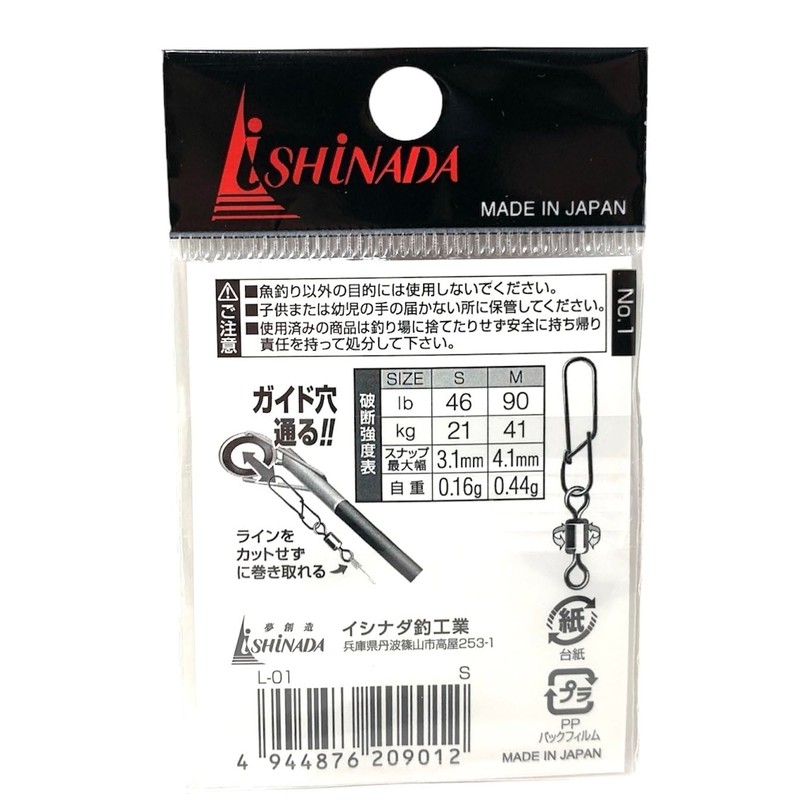 iSHiNADA
MADE IN JAPAN
ご注意
■魚釣り以外の目的には使用しないでください。
■子供または幼児の手の届かない所に保管してください。
■使用済みの商品は釣り場に捨てたりせず安全に持ち帰り
責任を持って処分して下さい。
No.1
ガイド穴
通る!!
破断強度表
SIZE S M
lb 46 90
kg 21 41
スナップ最大幅 3.1mm 4.1mm
自重 0.16g 0.44g
ラインを
カットせず
に巻き取れる
夢創造
iSHiNADA
イシナダ釣工業
兵庫県丹波篠山市高屋253-1
紙
台紙
プラ
PP
バックフィルム
L-01 S
4 944876 209012
MADE IN JAPAN